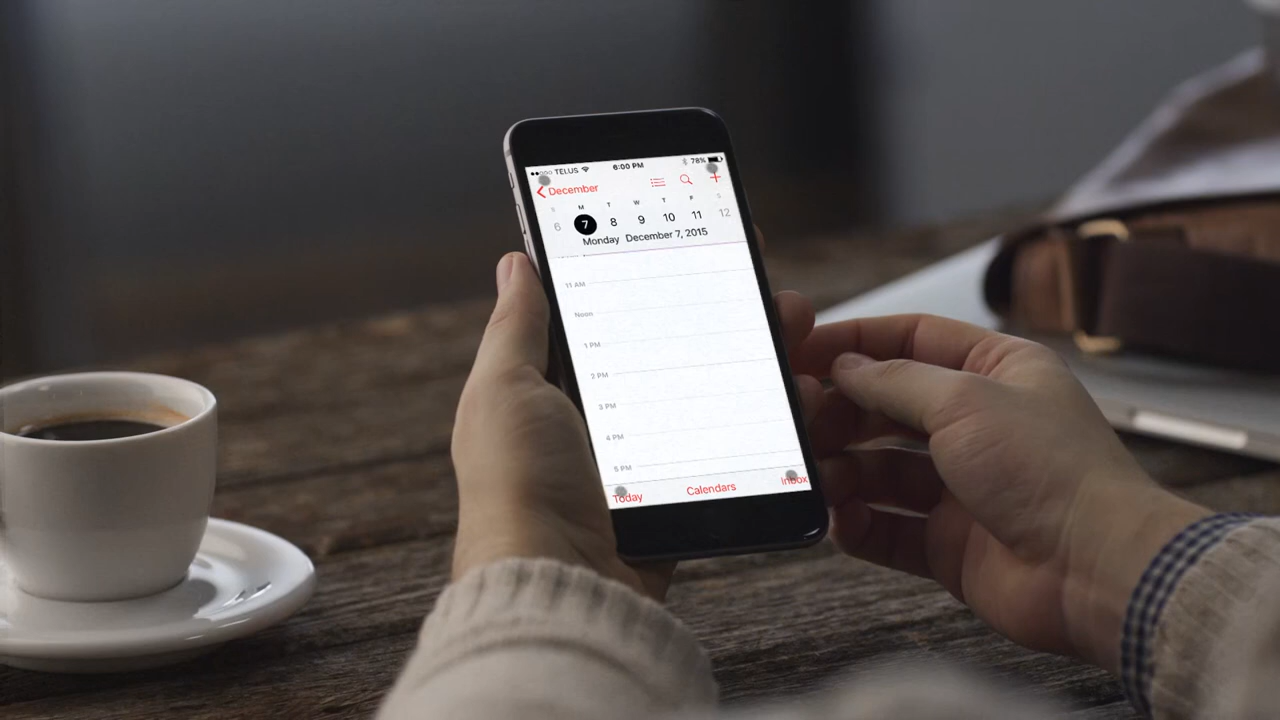 TELUS 6:00 PM 78%
December
S M T W T F S
6 7 8 9 10 11 12
Monday December 7, 2015
11 AM
Noon
1 PM
2 PM
3 PM
4 PM
5 PM
Today Calendars Inbox